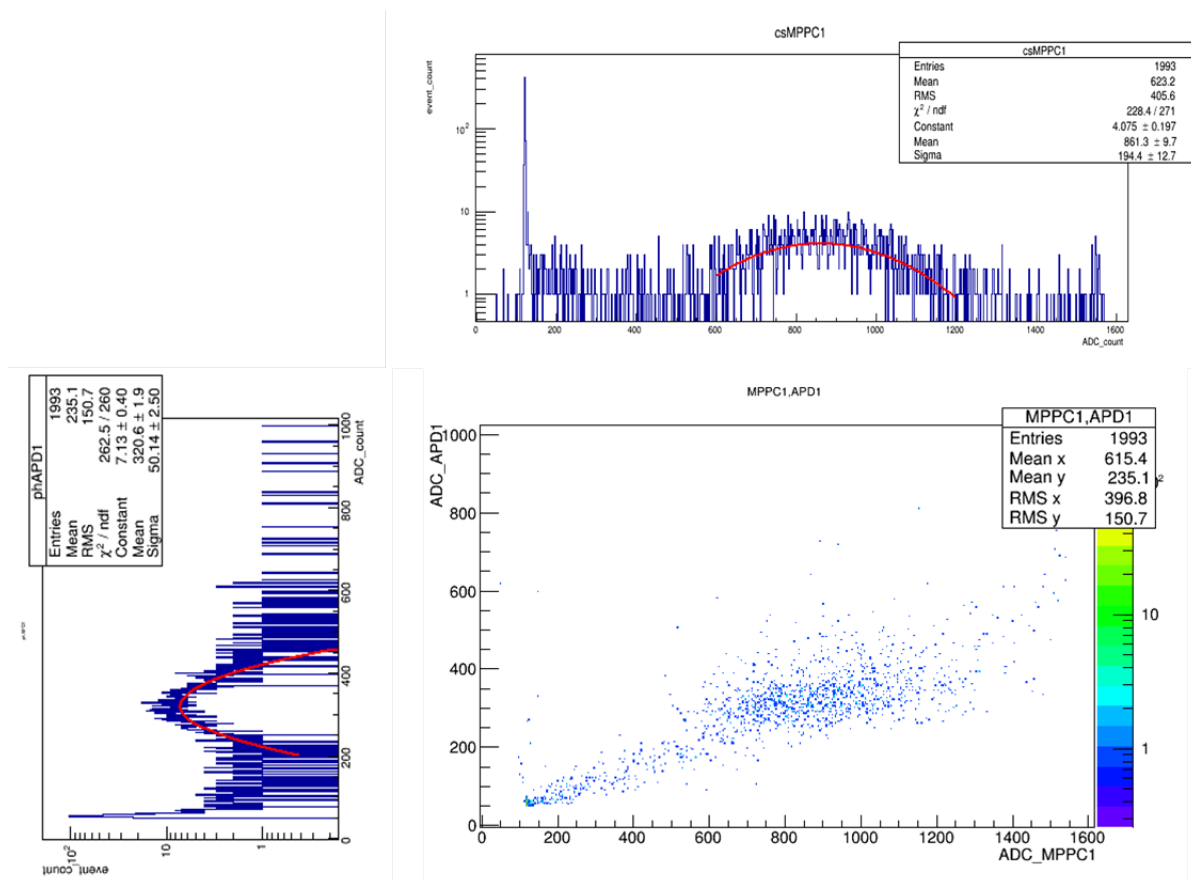 csMPPC1
event_count
csMPPC1
Entries 1993
Mean 623.2
RMS 405.6
χ² / ndf 228.4 / 271
Constant 4.075 ± 0.197
Mean 861.3 ± 9.7
Sigma 194.4 ± 12.7
10²
10
1
0 200 400 600 800 1000 1200 1400 1600
ADC_count
phAPD1
Entries 1993
Mean 235.1
RMS 150.7
χ² / ndf 262.5 / 260
Constant 7.13 ± 0.40
Mean 320.6 ± 1.9
Sigma 50.14 ± 2.50
ADC_count
1000
800
600
400
200
0
10² 10 1
event_count
MPPC1,APD1
ADC_APD1
MPPC1,APD1
Entries 1993
Mean x 615.4
Mean y 235.1
RMS x 396.8
RMS y 150.7
1000
800
600
400
200
0
0 200 400 600 800 1000 1200 1400 1600
ADC_MPPC1
10
1